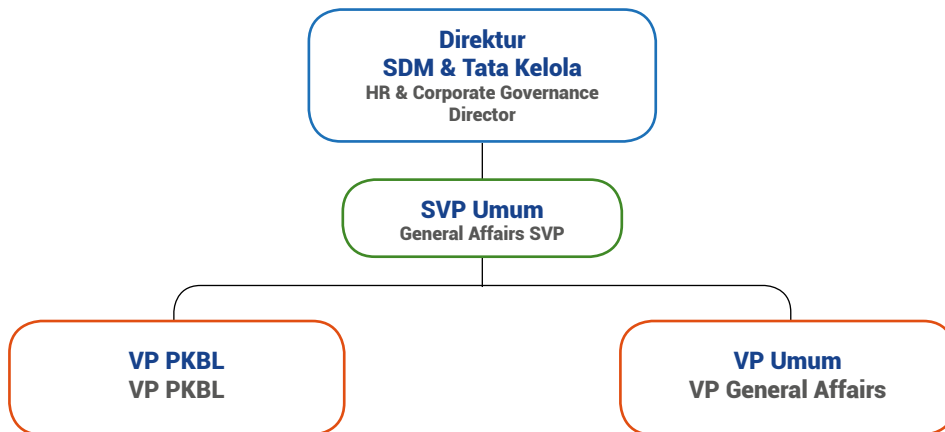 Direktur
SDM & Tata Kelola
HR & Corporate Governance
Director
SVP Umum
General Affairs SVP
VP PKBL
VP PKBL
VP Umum
VP General Affairs